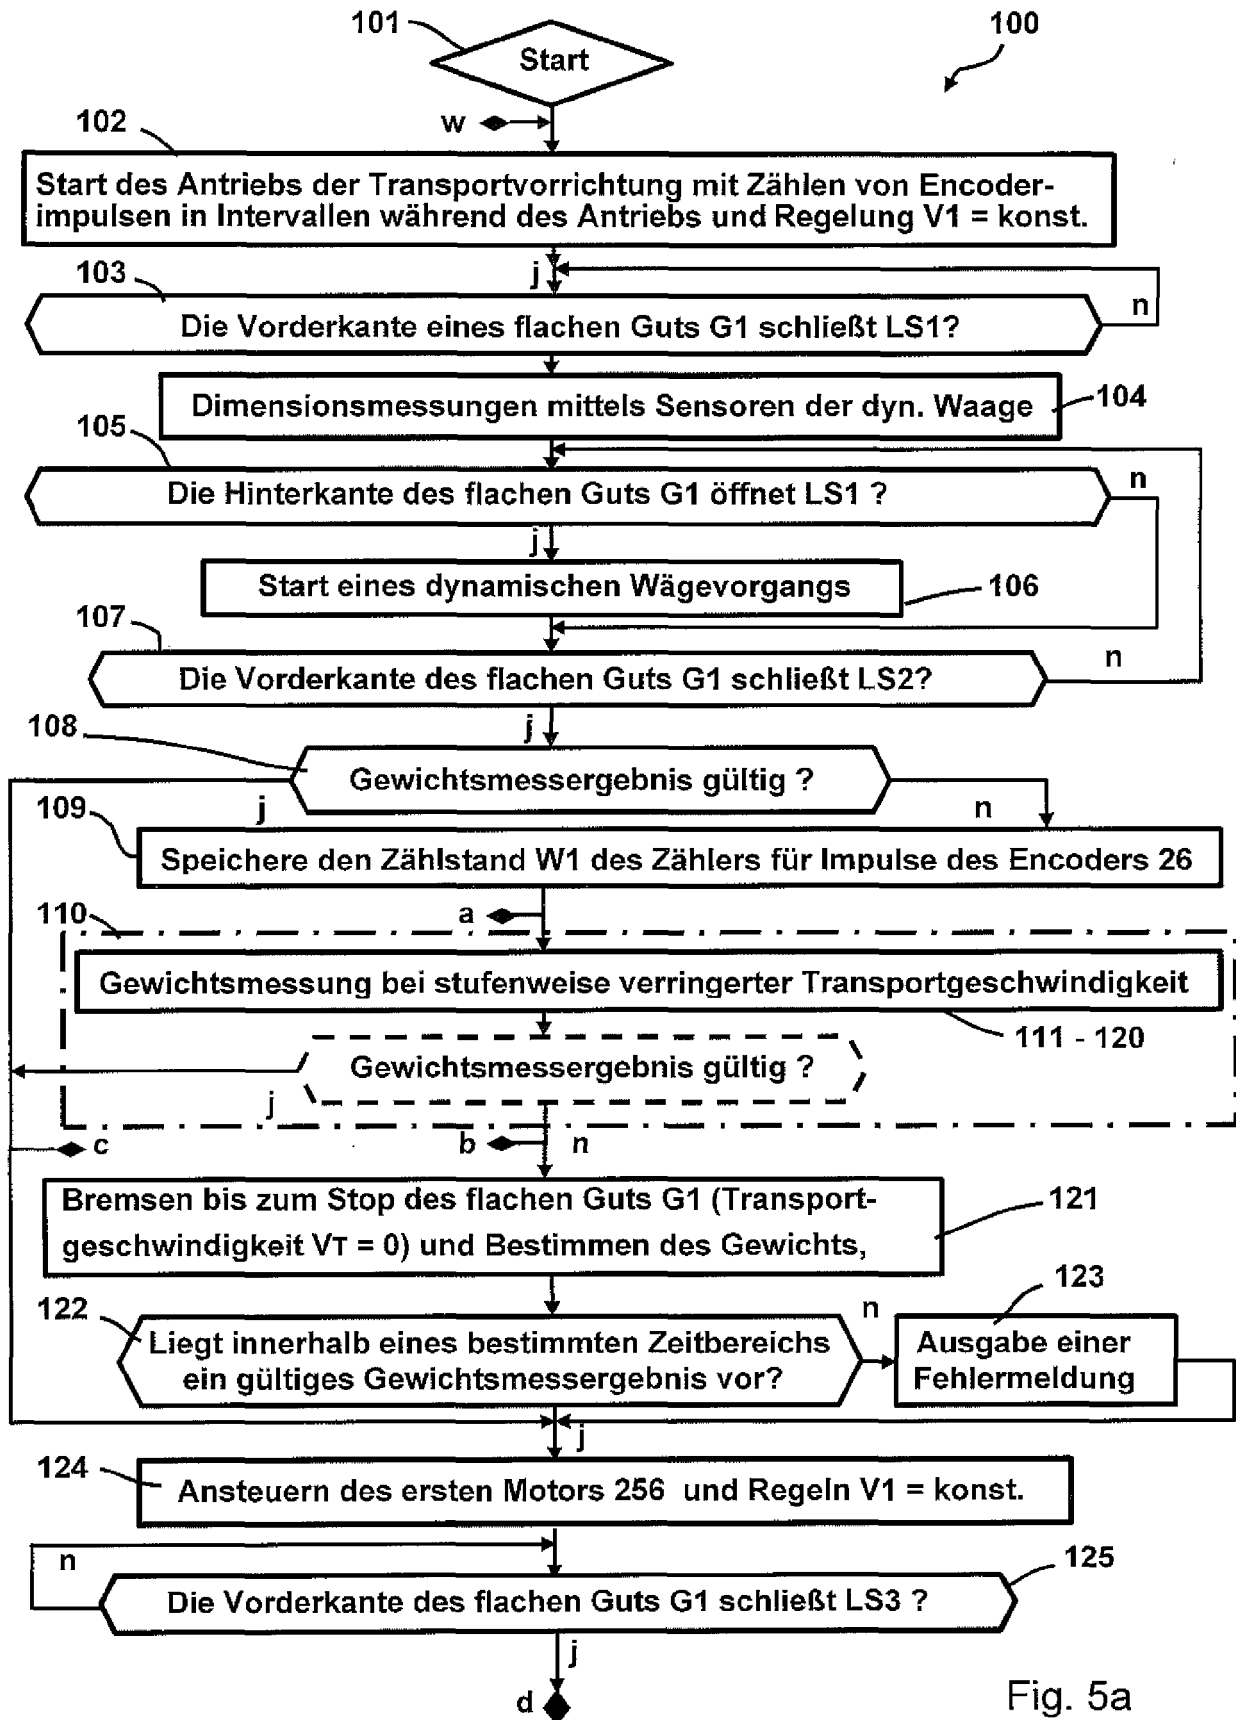 101
Start
100
w
102
Start des Antriebs der Transportvorrichtung mit Zählen von Encoder-
impulsen in Intervallen während des Antriebs und Regelung V1 = konst.
103
j
n
Die Vorderkante eines flachen Guts G1 schließt LS1?
Dimensionsmessungen mittels Sensoren der dyn. Waage
104
105
Die Hinterkante des flachen Guts G1 öffnet LS1 ?
n
j
Start eines dynamischen Wägevorgangs
106
107
Die Vorderkante des flachen Guts G1 schließt LS2?
n
j
108
Gewichtsmessergebnis gültig ?
j
n
109
Speichere den Zählstand W1 des Zählers für Impulse des Encoders 26
a
110
Gewichtsmessung bei stufenweise verringerter Transportgeschwindigkeit
111 - 120
Gewichtsmessergebnis gültig ?
j
c
b
n
Bremsen bis zum Stop des flachen Guts G1 (Transport-
geschwindigkeit VT = 0) und Bestimmen des Gewichts,
121
122
Liegt innerhalb eines bestimmten Zeitbereichs
ein gültiges Gewichtsmessergebnis vor?
n
123
Ausgabe einer
Fehlermeldung
j
124
Ansteuern des ersten Motors 256 und Regeln V1 = konst.
n
125
Die Vorderkante des flachen Guts G1 schließt LS3 ?
j
d
Fig. 5a